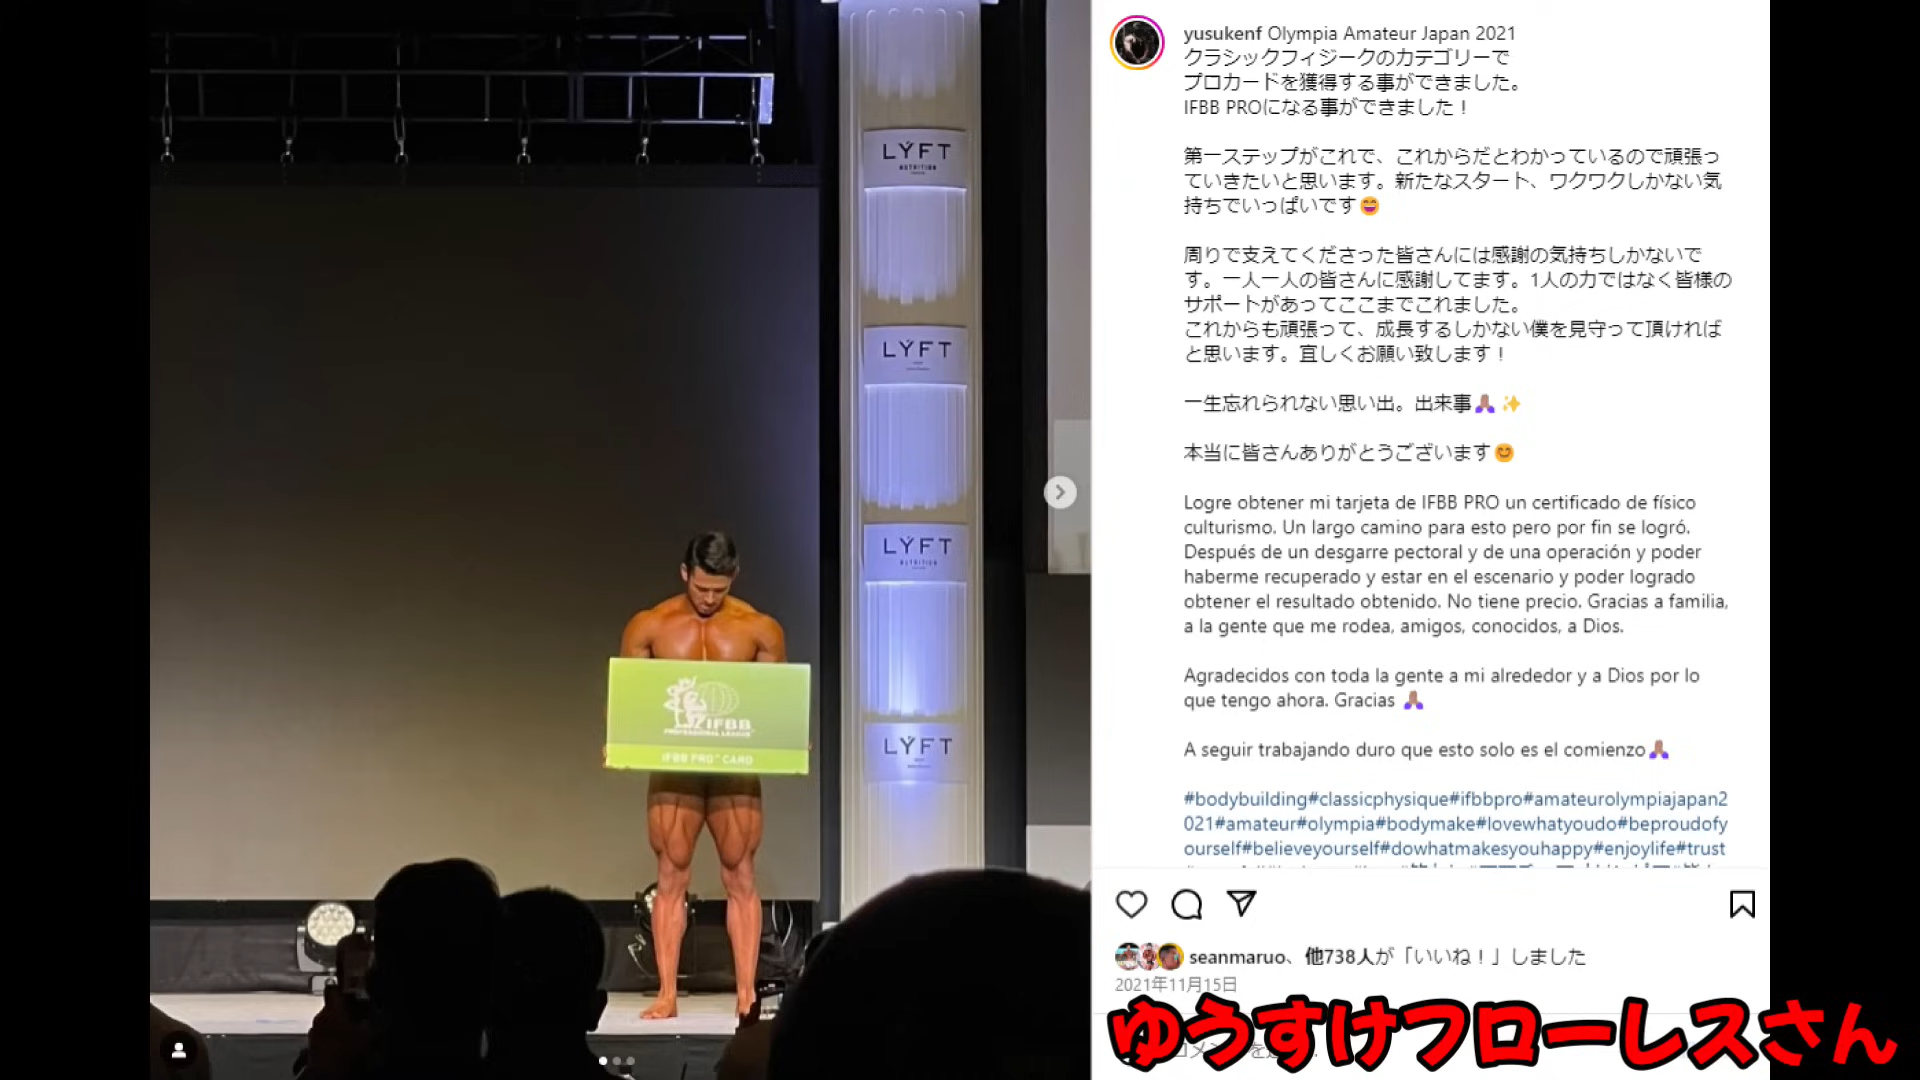 LYFT
NUTRITION
LYFT
LYFT
NUTRITION
LYFT
IFBB
PROFESSIONAL LEAGUE
IFBB PRO™ CARD
yusukenf Olympia Amateur Japan 2021
クラシックフィジークのカテゴリーで
プロカードを獲得する事ができました。
IFBB PROになる事ができました！
第一ステップがこれで、これからだとわかっているので頑張っ
ていきたいと思います。新たなスタート、ワクワクしかない気
持ちでいっぱいです😄
周りで支えてくださった皆さんには感謝の気持ちしかないで
す。一人一人の皆さんに感謝してます。1人の力ではなく皆様の
サポートがあってここまでこれました。
これからも頑張って、成長するしかない僕を見守って頂ければ
と思います。宜しくお願い致します！
一生忘れられない思い出。出来事🙏🏽✨
本当に皆さんありがとうございます😊
Logre obtener mi tarjeta de IFBB PRO un certificado de físico
culturismo. Un largo camino para esto pero por fin se logró.
Después de un desgarre pectoral y de una operación y poder
haberme recuperado y estar en el escenario y poder logrado
obtener el resultado obtenido. No tiene precio. Gracias a familia,
a la gente que me rodea, amigos, conocidos, a Dios.
Agradecidos con toda la gente a mi alrededor y a Dios por lo
que tengo ahora. Gracias 🙏🏽
A seguir trabajando duro que esto solo es el comienzo🙏🏽
#bodybuilding#classicphysique#ifbbpro#amateurolympiajapan2
021#amateur#olympia#bodymake#lovewhatyoudo#beproudofy
ourself#believeyourself#dowhatmakesyouhappy#enjoylife#trust
seanmaruo、他738人が「いいね！」しました
2021年11月15日
ゆうすけフローレスさん